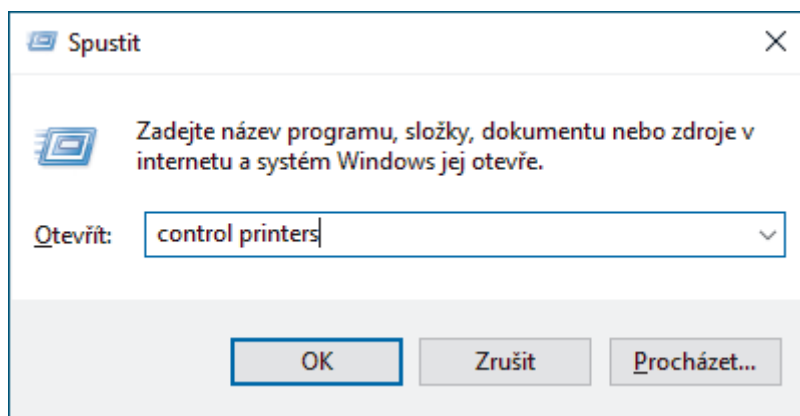 Spustit
Zadejte název programu, složky, dokumentu nebo zdroje v
internetu a systém Windows jej otevře.
Otevřít: control printers
OK Zrušit Procházet...